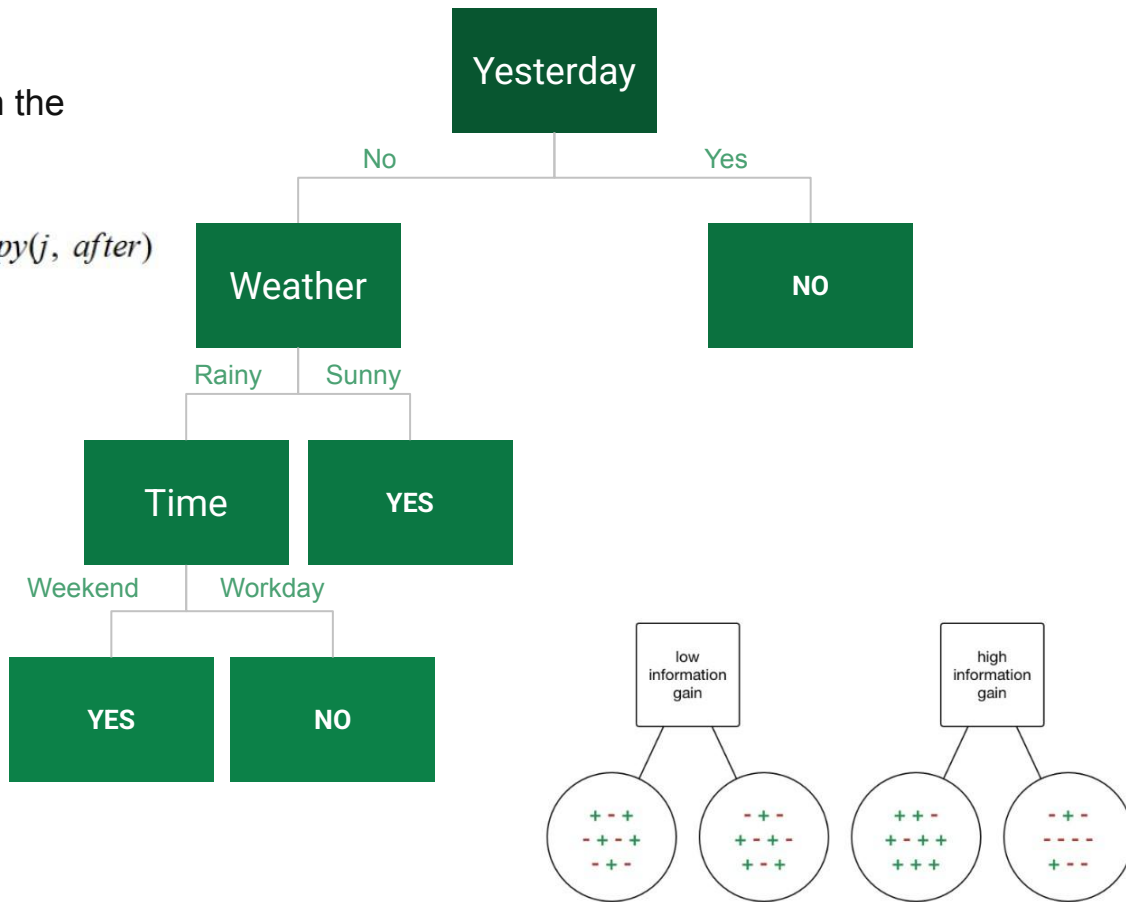 Yesterday
n the
No Yes
py(j, after)
Weather
NO
Rainy Sunny
Time
YES
Weekend Workday
YES
NO
low
information
gain
high
information
gain
+ - +
- + - +
- + -
- + -
+ - + -
+ - +
+ + -
+ - + +
+ + +
- + -
- - - -
+ - -